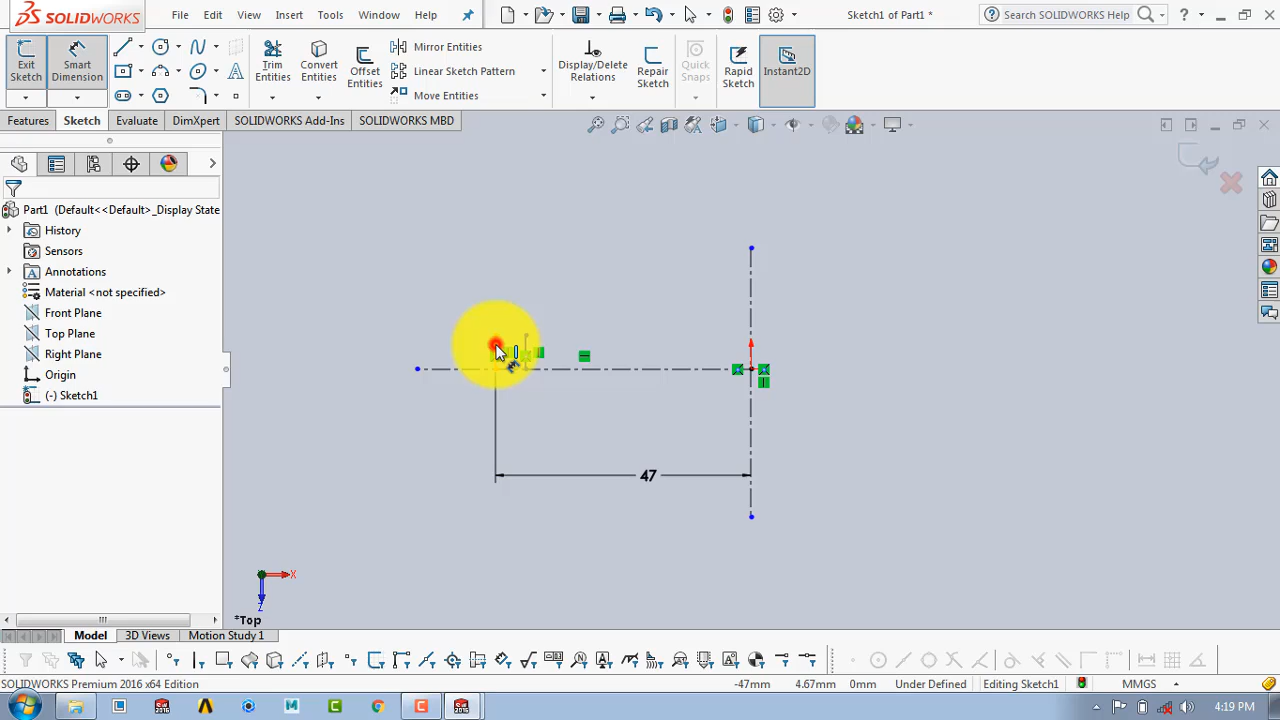 SOLIDWORKS File Edit View Insert Tools Window Help Sketch1 of Part1 * Search SOLIDWORKS Help ?
Exit Sketch
Smart Dimension
Trim Entities
Convert Entities
Offset Entities
Mirror Entities
Linear Sketch Pattern
Move Entities
Display/Delete Relations
Repair Sketch
Quick Snaps
Rapid Sketch
Instant2D
Features Sketch Evaluate DimXpert SOLIDWORKS Add-Ins SOLIDWORKS MBD
Part1 (Default<<Default>_Display State
History
Sensors
Annotations
Material <not specified>
Front Plane
Top Plane
Right Plane
Origin
(-) Sketch1
47
X
Z
*Top
Model 3D Views Motion Study 1
SOLIDWORKS Premium 2016 x64 Edition -47mm 4.67mm 0mm Under Defined Editing Sketch1 MMGS
4:19 PM